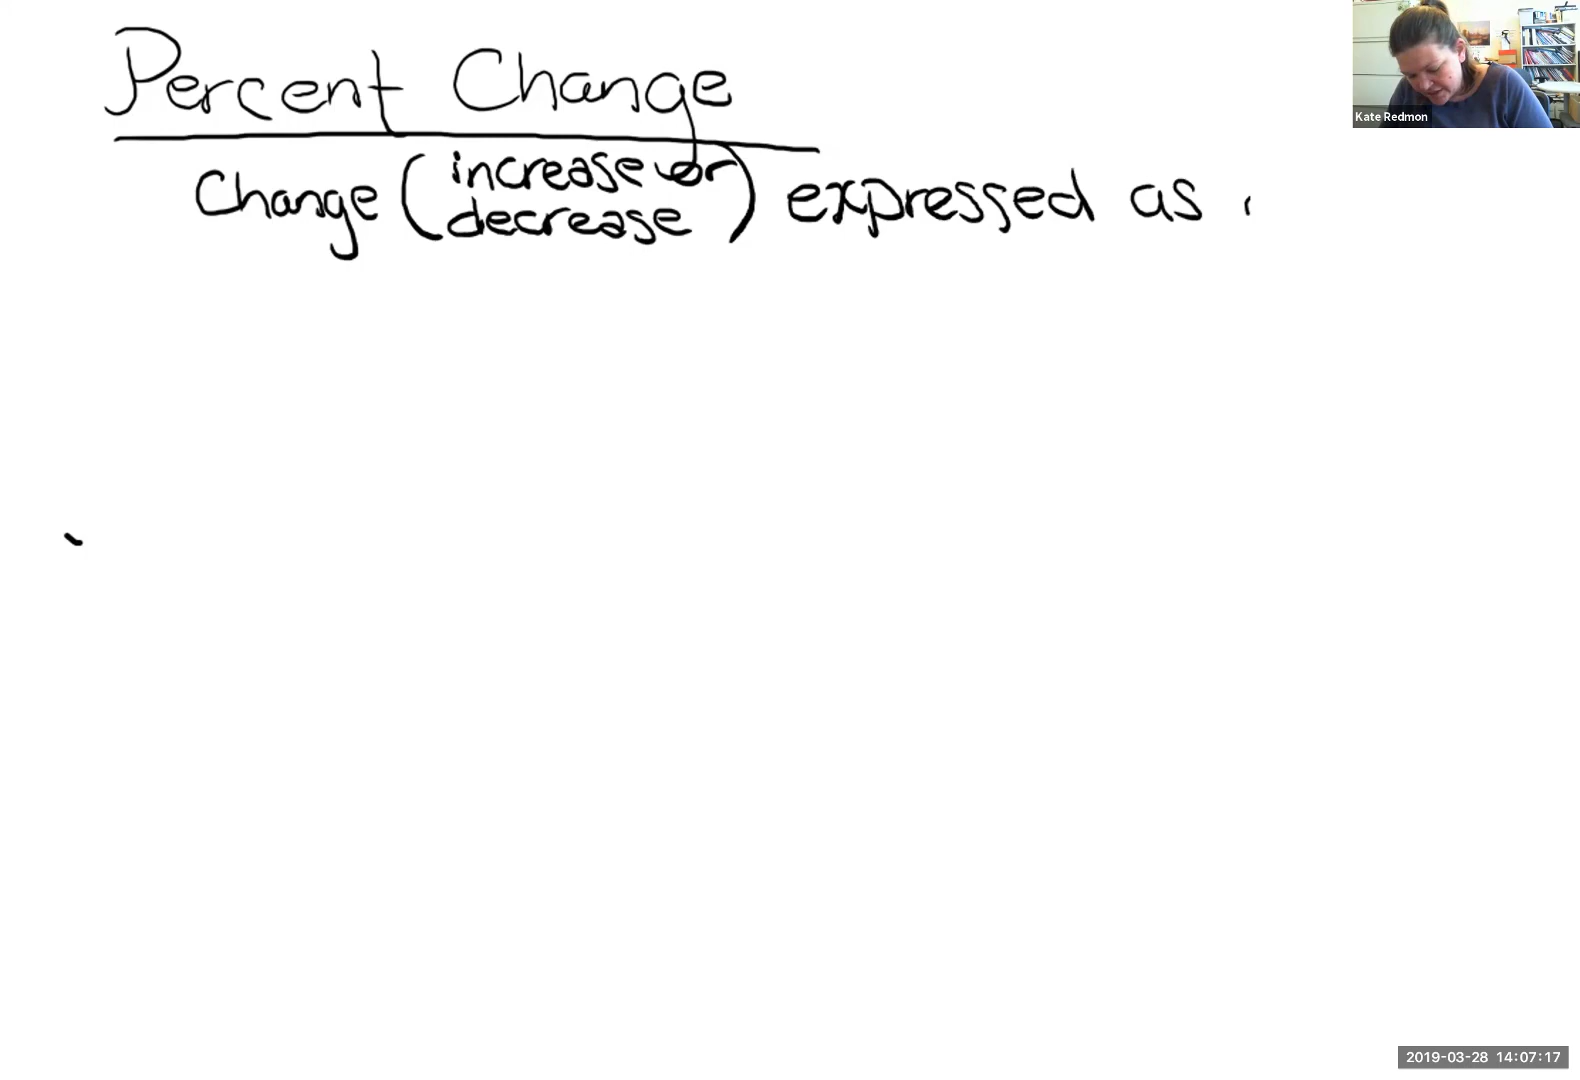 Percent Change
Change (increase or decrease) expressed as
Kate Redmon
2019-03-28 14:07:17